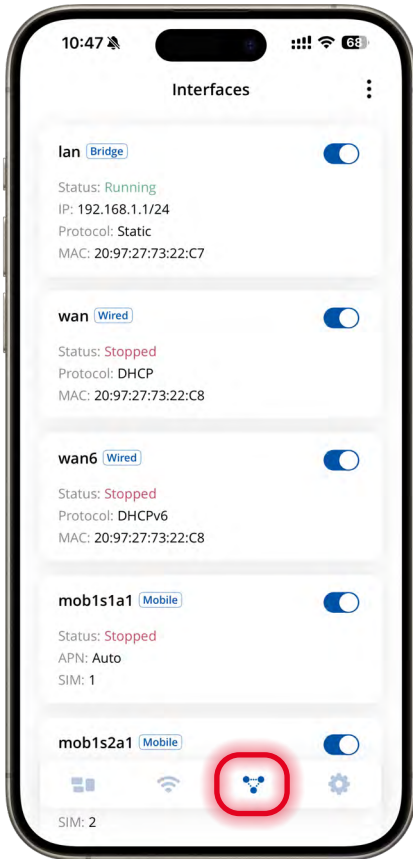 10:47
68
Interfaces
lan Bridge
Status: Running
IP: 192.168.1.1/24
Protocol: Static
MAC: 20:97:27:73:22:C7
wan Wired
Status: Stopped
Protocol: DHCP
MAC: 20:97:27:73:22:C8
wan6 Wired
Status: Stopped
Protocol: DHCPv6
MAC: 20:97:27:73:22:C8
mob1s1a1 Mobile
Status: Stopped
APN: Auto
SIM: 1
mob1s2a1 Mobile
SIM: 2